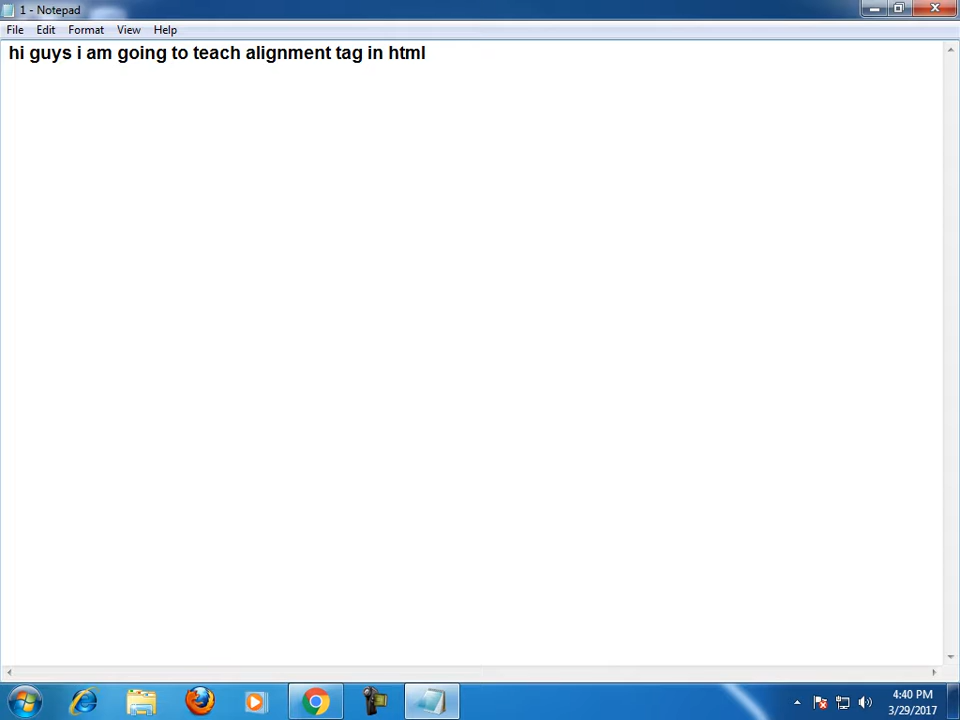 1 - Notepad
File Edit Format View Help
hi guys i am going to teach alignment tag in html
4:40 PM
3/29/2017